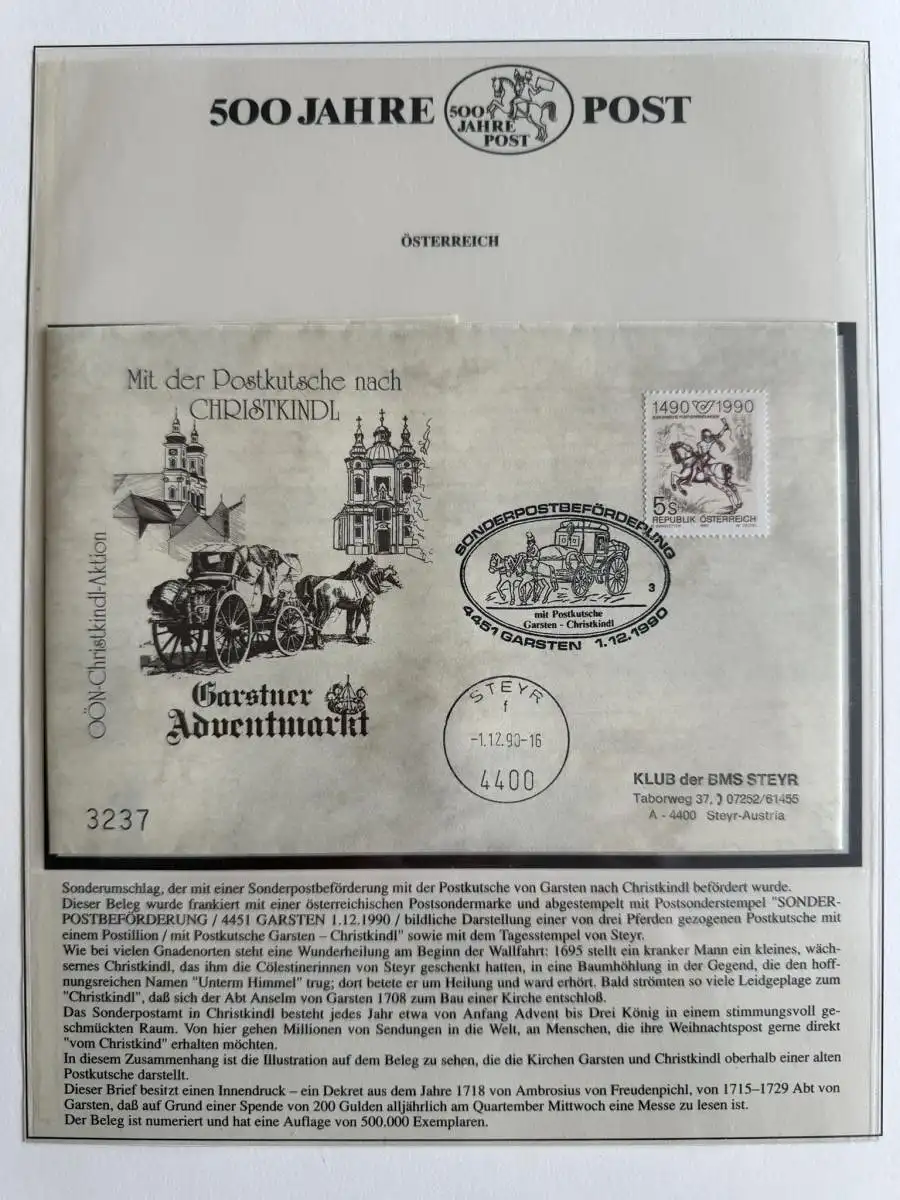 500 JAHRE POST
500
JAHRE
POST
ÖSTERREICH
Mit der Postkutsche nach
CHRISTKINDL
OÖN-Christkindl-Aktion
Garstner
Adventmarkt
3237
1490 1990
5S
REPUBLIK ÖSTERREICH
SONDERPOSTBEFÖRDERUNG
3
mit Postkutsche
Garsten - Christkindl
4451 GARSTEN 1.12.1990
STEYR
f
-1.12.90-16
4400
KLUB der BMS STEYR
Taborweg 37, ) 07252/61455
A - 4400 Steyr-Austria
Sonderumschlag, der mit einer Sonderpostbeförderung mit der Postkutsche von Garsten nach Christkindl befördert wurde.
Dieser Beleg wurde frankiert mit einer österreichischen Postsondermarke und abgestempelt mit Postsonderstempel "SONDER-
POSTBEFÖRDERUNG / 4451 GARSTEN 1.12.1990 / bildliche Darstellung einer von drei Pferden gezogenen Postkutsche mit
einem Postillion / mit Postkutsche Garsten – Christkindl" sowie mit dem Tagesstempel von Steyr.
Wie bei vielen Gnadenorten steht eine Wunderheilung am Beginn der Wallfahrt: 1695 stellt ein kranker Mann ein kleines, wäch-
sernes Christkindl, das ihm die Cölestinerinnen von Steyr geschenkt hatten, in eine Baumhöhlung in der Gegend, die den hoff-
nungsreichen Namen "Unterm Himmel" trug; dort betete er um Heilung und ward erhört. Bald strömten so viele Leidgeplagte zum
"Christkindl", daß sich der Abt Anselm von Garsten 1708 zum Bau einer Kirche entschloß.
Das Sonderpostamt in Christkindl besteht jedes Jahr etwa von Anfang Advent bis Drei König in einem stimmungsvoll ge-
schmückten Raum. Von hier gehen Millionen von Sendungen in die Welt, an Menschen, die ihre Weihnachtspost gerne direkt
"vom Christkind" erhalten möchten.
In diesem Zusammenhang ist die Illustration auf dem Beleg zu sehen, die die Kirchen Garsten und Christkindl oberhalb einer alten
Postkutsche darstellt.
Dieser Brief besitzt einen Innendruck – ein Dekret aus dem Jahre 1718 von Ambrosius von Freudenpichl, von 1715–1729 Abt von
Garsten, daß auf Grund einer Spende von 200 Gulden alljährlich am Quartember Mittwoch eine Messe zu lesen ist.
Der Beleg ist numeriert und hat eine Auflage von 500.000 Exemplaren.